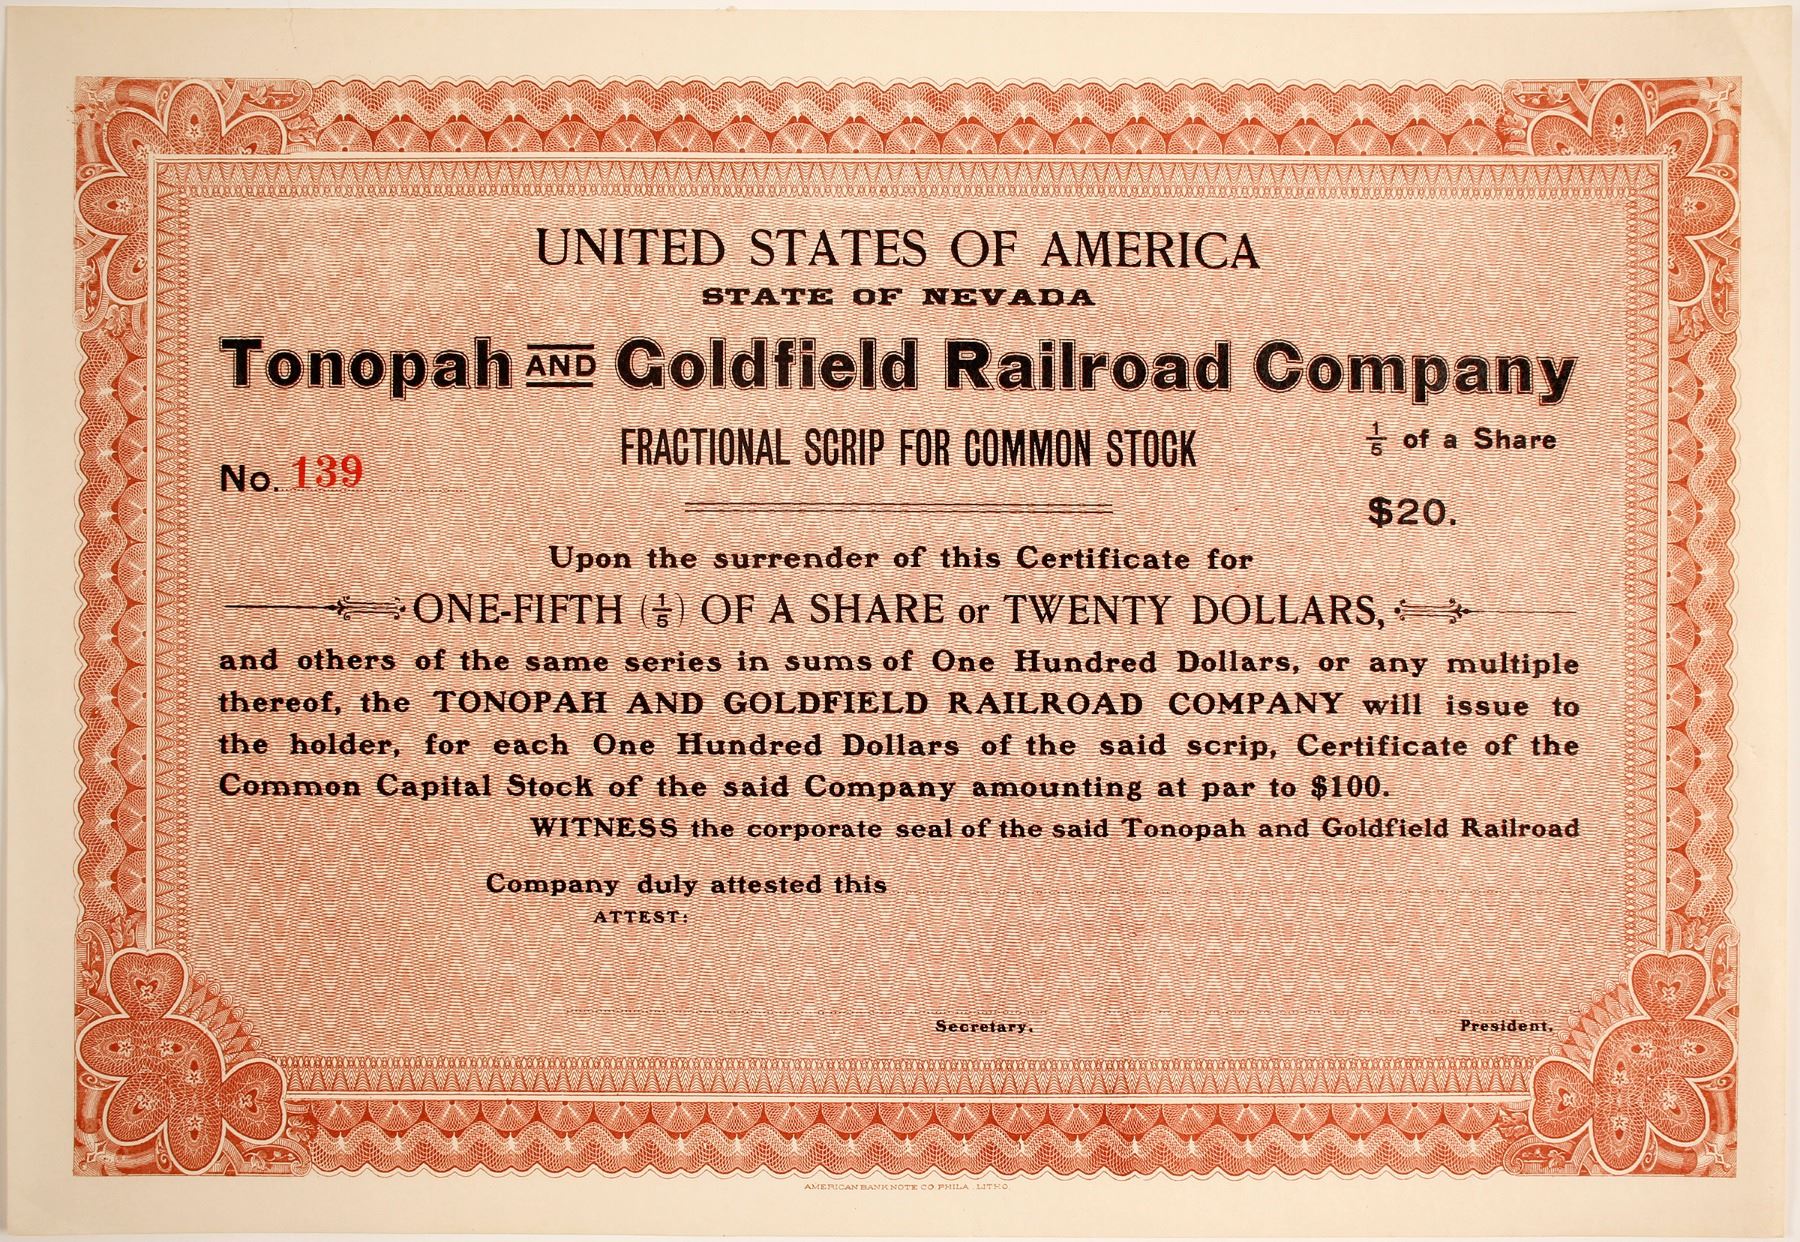 UNITED STATES OF AMERICA
STATE OF NEVADA
Tonopah AND Goldfield Railroad Company
FRACTIONAL SCRIP FOR COMMON STOCK
1/5 of a Share
No. 139
$20.
Upon the surrender of this Certificate for
ONE-FIFTH (1/5) OF A SHARE or TWENTY DOLLARS,
and others of the same series in sums of One Hundred Dollars, or any multiple
thereof, the TONOPAH AND GOLDFIELD RAILROAD COMPANY will issue to
the holder, for each One Hundred Dollars of the said scrip, Certificate of the
Common Capital Stock of the said Company amounting at par to $100.
WITNESS the corporate seal of the said Tonopah and Goldfield Railroad
Company duly attested this
ATTEST:
Secretary.
President.
AMERICAN BANK NOTE CO. PHILA. LITHO.